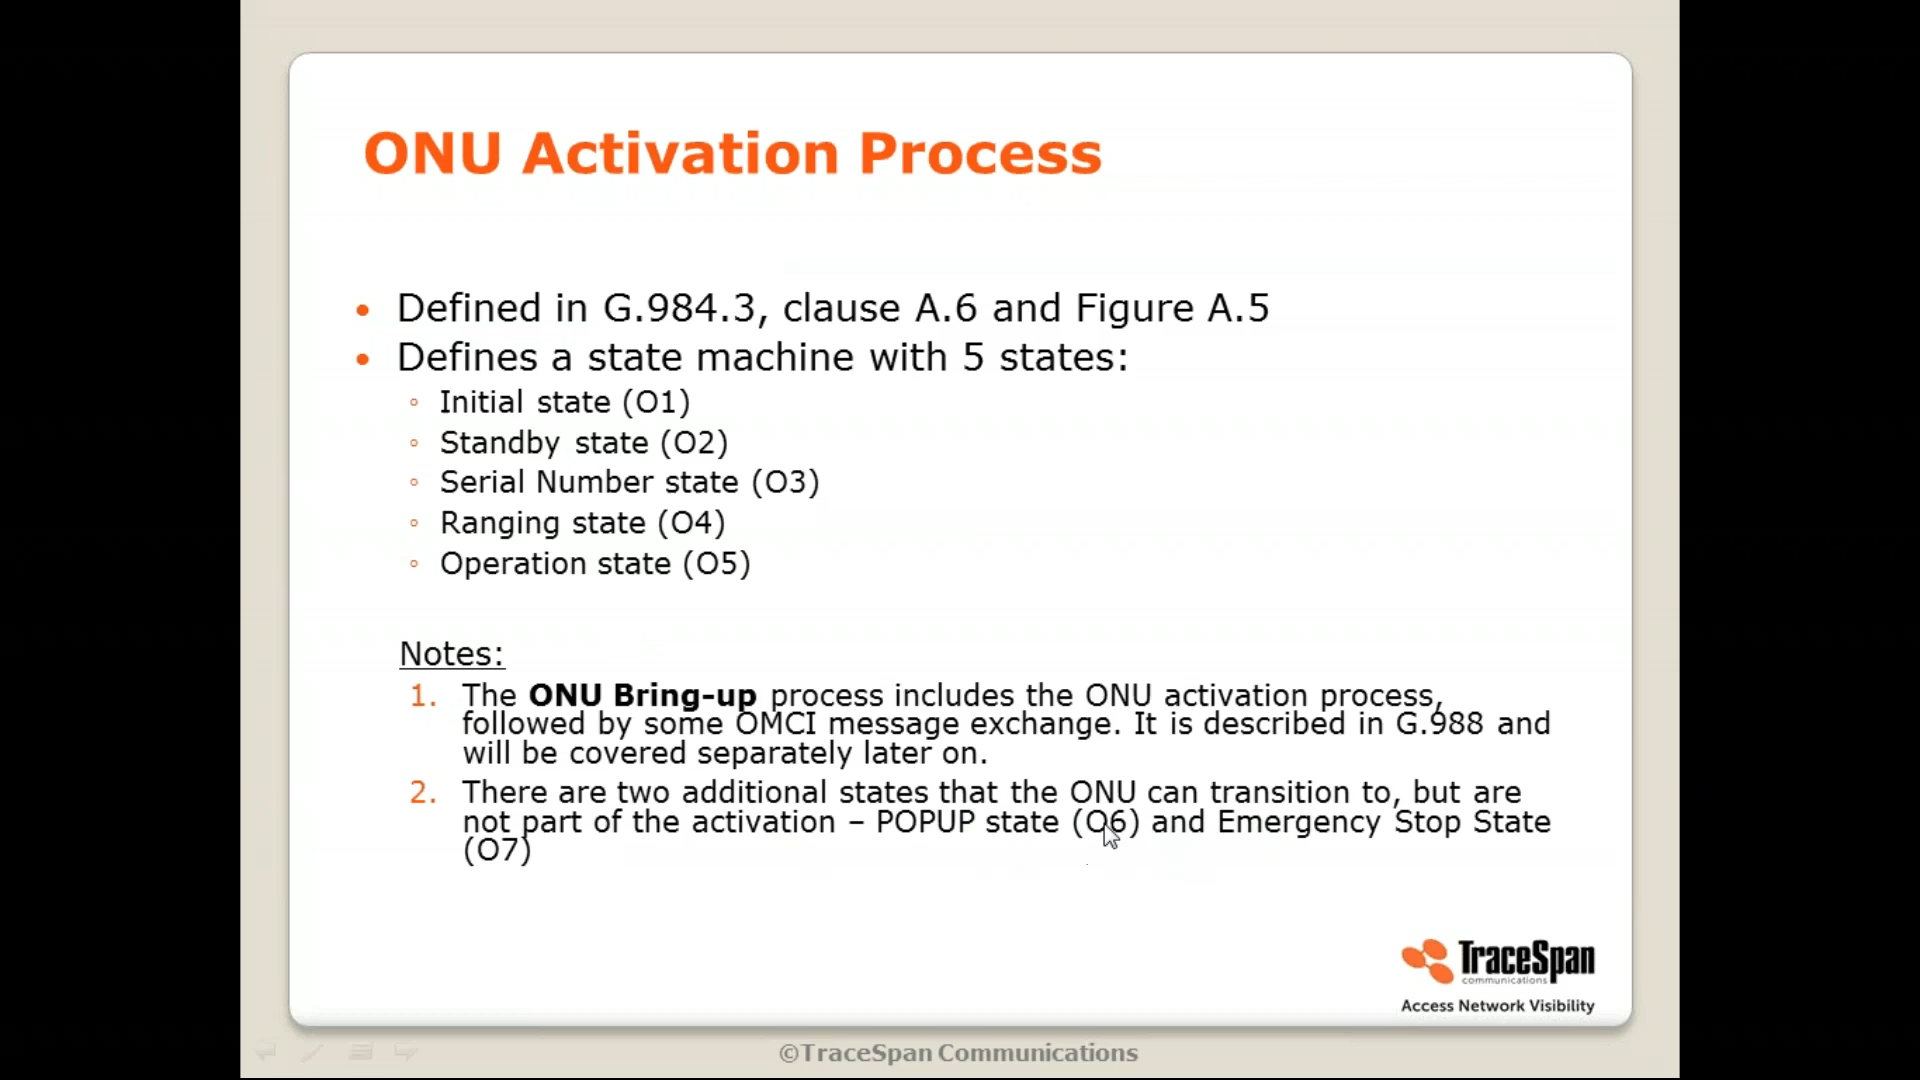 ONU Activation Process
• Defined in G.984.3, clause A.6 and Figure A.5
• Defines a state machine with 5 states:
◦ Initial state (O1)
◦ Standby state (O2)
◦ Serial Number state (O3)
◦ Ranging state (O4)
◦ Operation state (O5)
Notes:
1. The ONU Bring-up process includes the ONU activation process,
followed by some OMCI message exchange. It is described in G.988 and
will be covered separately later on.
2. There are two additional states that the ONU can transition to, but are
not part of the activation – POPUP state (O6) and Emergency Stop State
(O7)
TraceSpan
communications
Access Network Visibility
©TraceSpan Communications